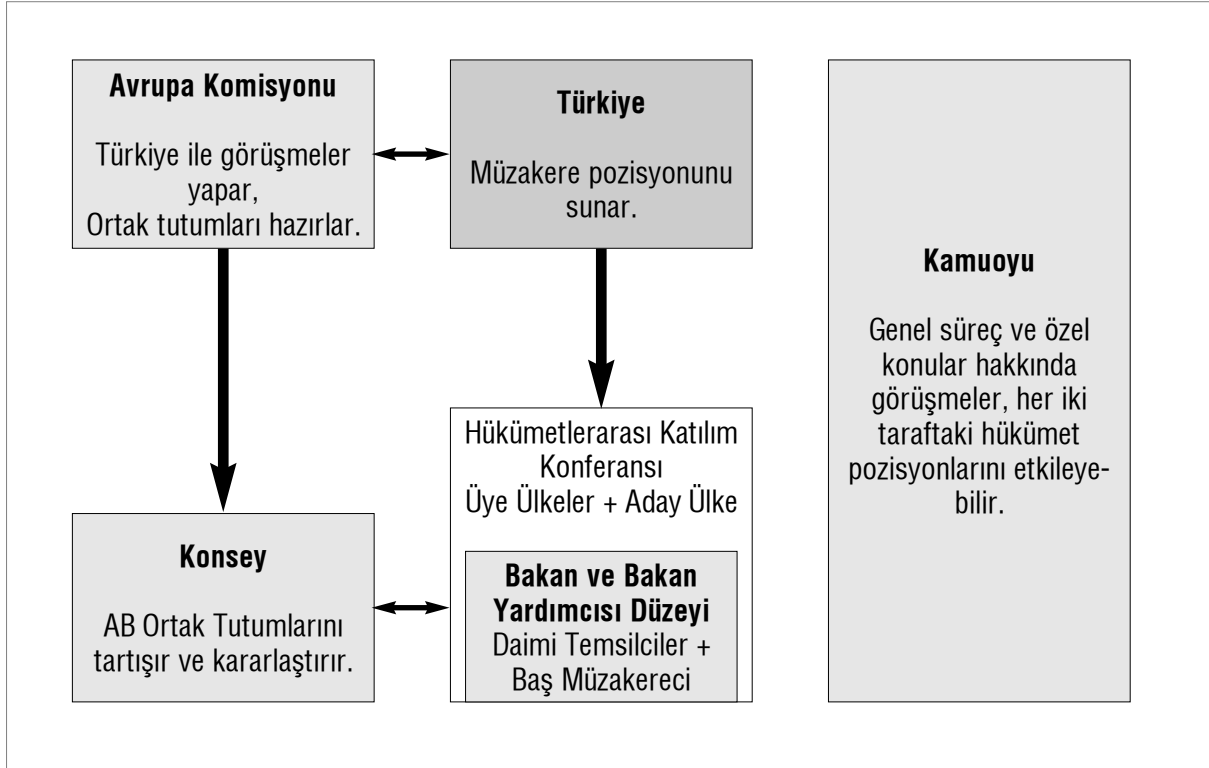 Avrupa Komisyonu
Türkiye ile görüşmeler
yapar,
Ortak tutumları hazırlar.
Türkiye
Müzakere pozisyonunu
sunar.
Konsey
AB Ortak Tutumlarını
tartışır ve kararlaştırır.
Hükümetlerarası Katılım
Konferansı
Üye Ülkeler + Aday Ülke
Bakan ve Bakan
Yardımcısı Düzeyi
Daimi Temsilciler +
Baş Müzakereci
Kamuoyu
Genel süreç ve özel
konular hakkında
görüşmeler, her iki
taraftaki hükümet
pozisyonlarını etkileye-
bilir.